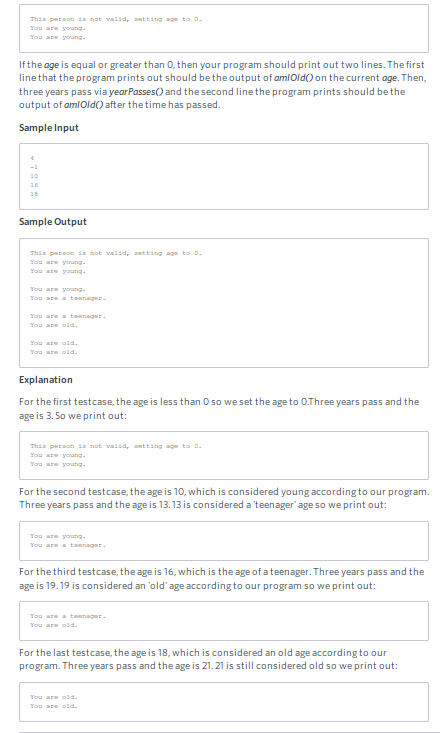 This person is not valid, setting age to 0.
You are young.
You are young.
If the age is equal or greater than 0, then your program should print out two lines. The first
line that the program prints out should be the output of amIOld() on the current age. Then,
three years pass via yearPasses() and the second line the program prints should be the
output of amIOld() after the time has passed.
Sample Input
4
-1
10
16
18
Sample Output
This person is not valid, setting age to 0.
You are young.
You are young.
You are young.
You are a teenager.
You are a teenager.
You are old.
You are old.
You are old.
Explanation
For the first testcase, the age is less than 0 so we set the age to 0.Three years pass and the
age is 3. So we print out:
This person is not valid, setting age to 0.
You are young.
You are young.
For the second testcase, the age is 10, which is considered young according to our program.
Three years pass and the age is 13. 13 is considered a 'teenager' age so we print out:
You are young.
You are a teenager.
For the third testcase, the age is 16, which is the age of a teenager. Three years pass and the
age is 19. 19 is considered an 'old' age according to our program so we print out:
You are a teenager.
You are old.
For the last testcase, the age is 18, which is considered an old age according to our
program. Three years pass and the age is 21. 21 is still considered old so we print out:
You are old.
You are old.